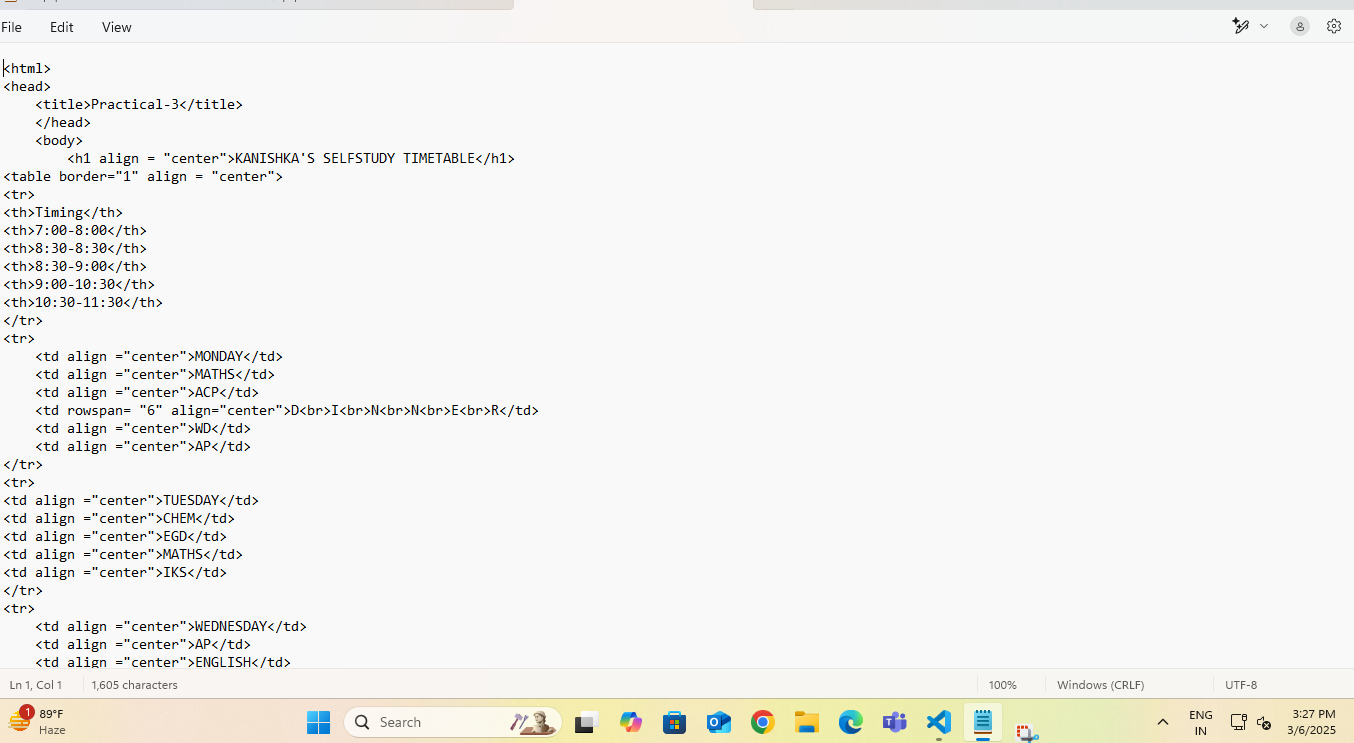 File Edit View
<html>
<head>
    <title>Practical-3</title>
    </head>
    <body>
        <h1 align = "center">KANISHKA'S SELFSTUDY TIMETABLE</h1>
<table border="1" align = "center">
<tr>
<th>Timing</th>
<th>7:00-8:00</th>
<th>8:30-8:30</th>
<th>8:30-9:00</th>
<th>9:00-10:30</th>
<th>10:30-11:30</th>
</tr>
<tr>
    <td align ="center">MONDAY</td>
    <td align ="center">MATHS</td>
    <td align ="center">ACP</td>
    <td rowspan= "6" align="center">D<br>I<br>N<br>N<br>E<br>R</td>
    <td align ="center">WD</td>
    <td align ="center">AP</td>
</tr>
<tr>
<td align ="center">TUESDAY</td>
<td align ="center">CHEM</td>
<td align ="center">EGD</td>
<td align ="center">MATHS</td>
<td align ="center">IKS</td>
</tr>
<tr>
    <td align ="center">WEDNESDAY</td>
    <td align ="center">AP</td>
    <td align ="center">ENGLISH</td>
Ln 1, Col 1 1,605 characters 100% Windows (CRLF) UTF-8
1 89°F Search ENG 3:27 PM
Haze IN 3/6/2025